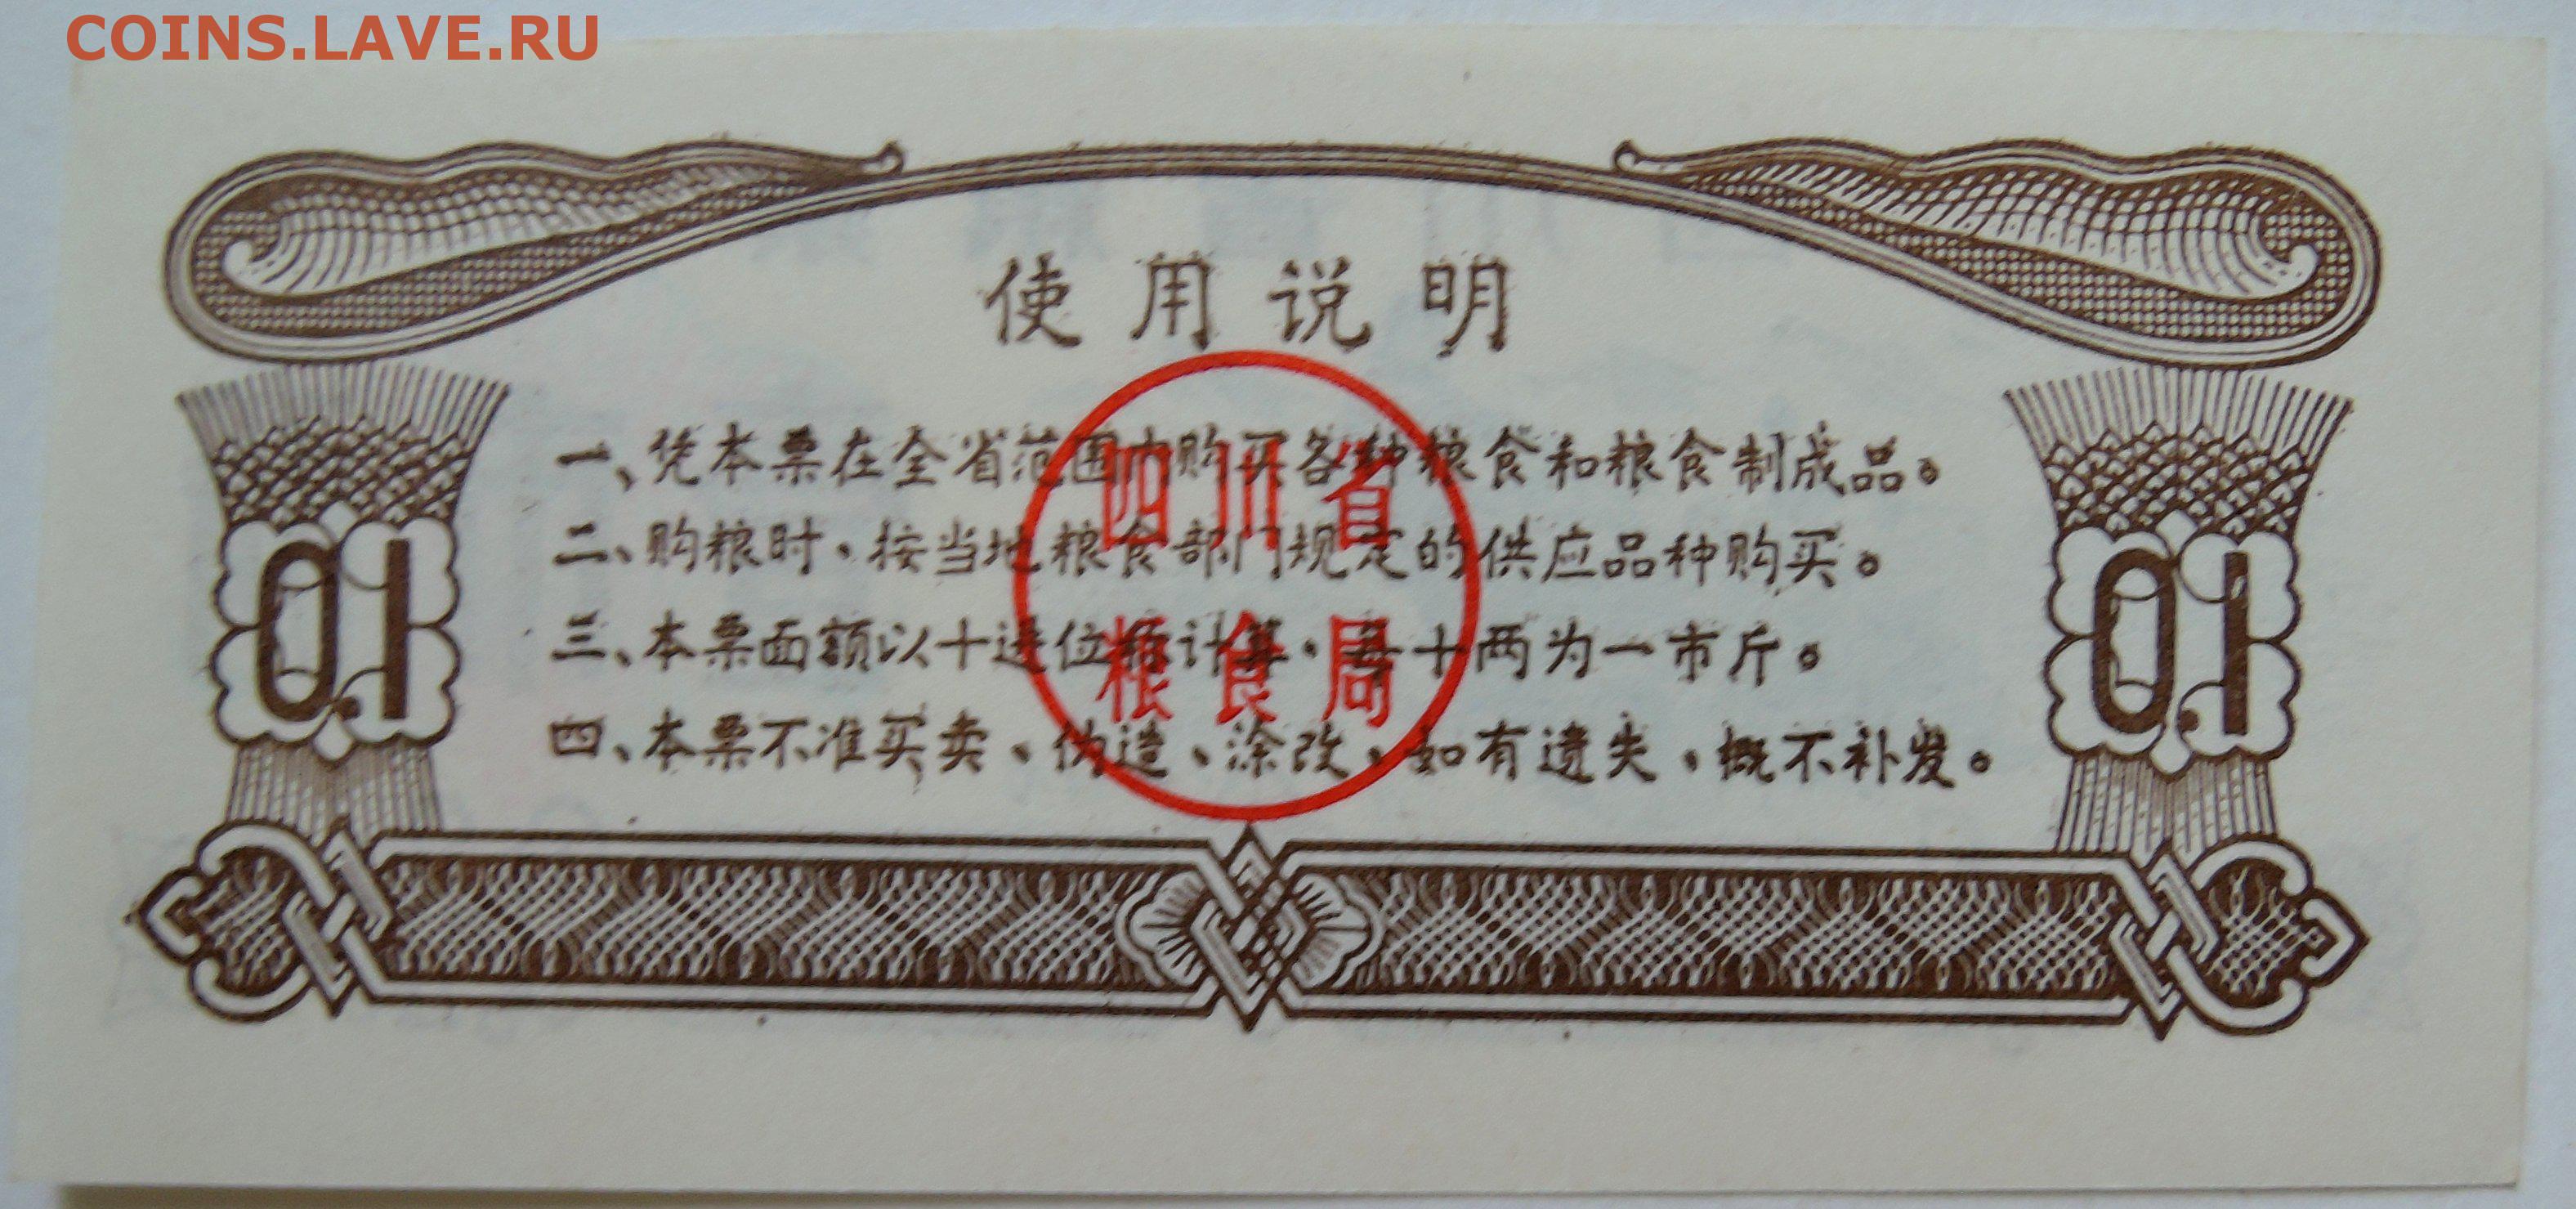 COINS.LAVE.RU
使用说明
一、凭本票在全省范围内购买各种粮食和粮食制成品。
二、购粮时、按当地粮食部门规定的供应品种购买。
三、本票面额以十进位称计算、每十两为一市斤。
四、本票不准买卖、伪造、涂改、如有遗失、概不补发。
四川省
粮食局
0.1
0.1